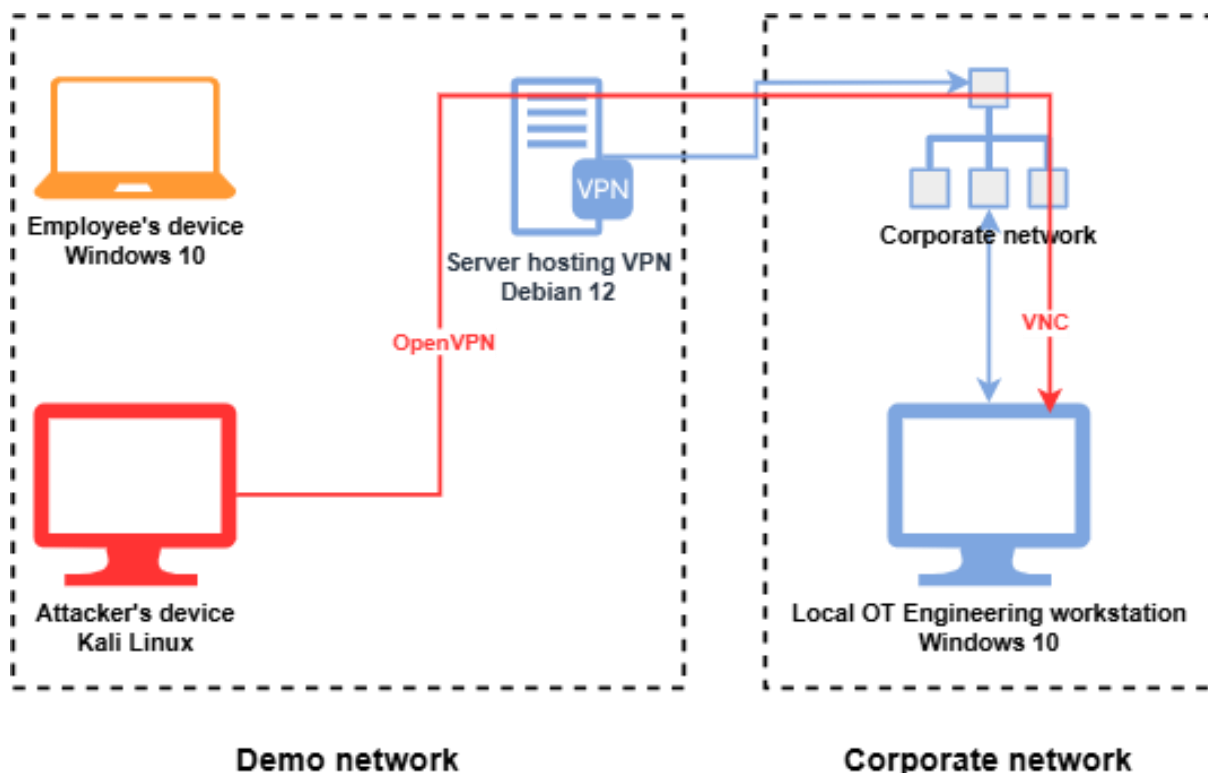 VPN
Employee's device
Windows 10
Server hosting VPN
Debian 12
Corporate network
OpenVPN
VNC
Attacker's device
Kali Linux
Local OT Engineering workstation
Windows 10
Demo network
Corporate network